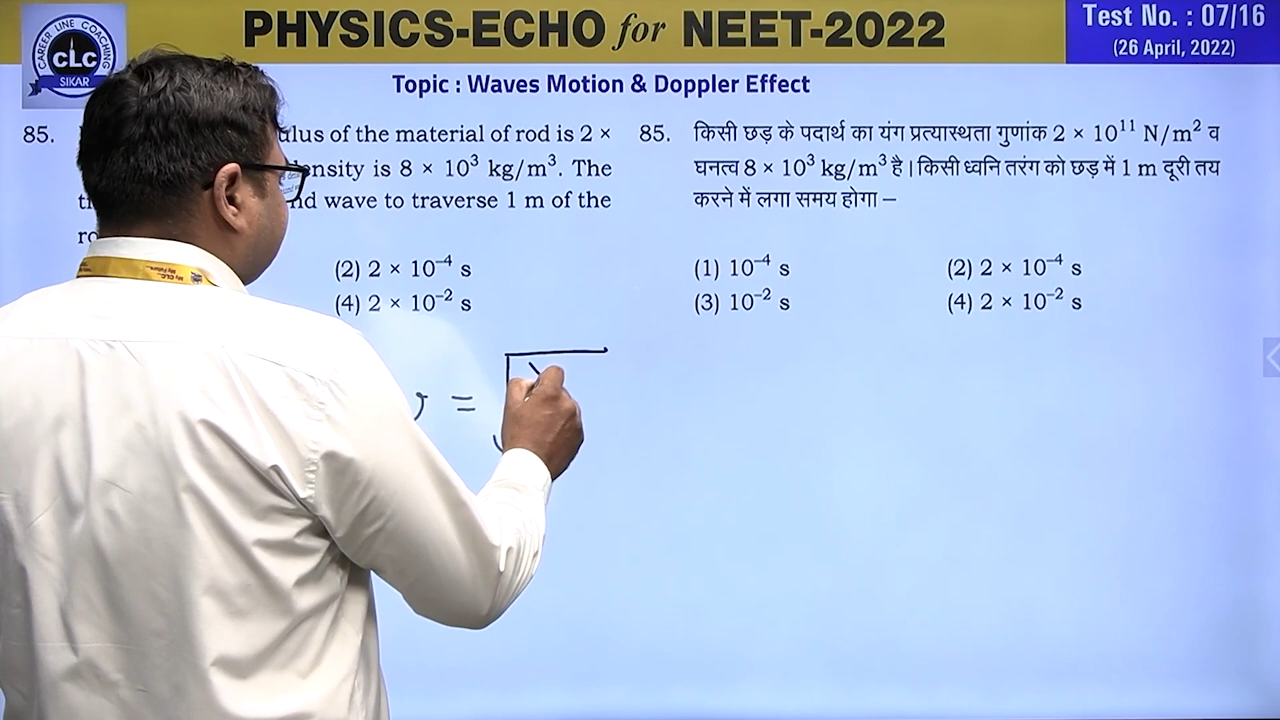 PHYSICS-ECHO for NEET-2022
Test No. : 07/16
(26 April, 2022)
CAREER LINE COACHING
CLC
SIKAR
Topic : Waves Motion & Doppler Effect
85.
of the material of rod is 2 ×
is 8 × 10³ kg/m³. The
wave to traverse 1 m of the
(2) 2 × 10⁻⁴ s
(4) 2 × 10⁻² s
85. किसी छड़ के पदार्थ का यंग प्रत्यास्थता गुणांक 2 × 10¹¹ N/m² व
घनत्व 8 × 10³ kg/m³ है। किसी ध्वनि तरंग को छड़ में 1 m दूरी तय
करने में लगा समय होगा –
(1) 10⁻⁴ s (2) 2 × 10⁻⁴ s
(3) 10⁻² s (4) 2 × 10⁻² s
=